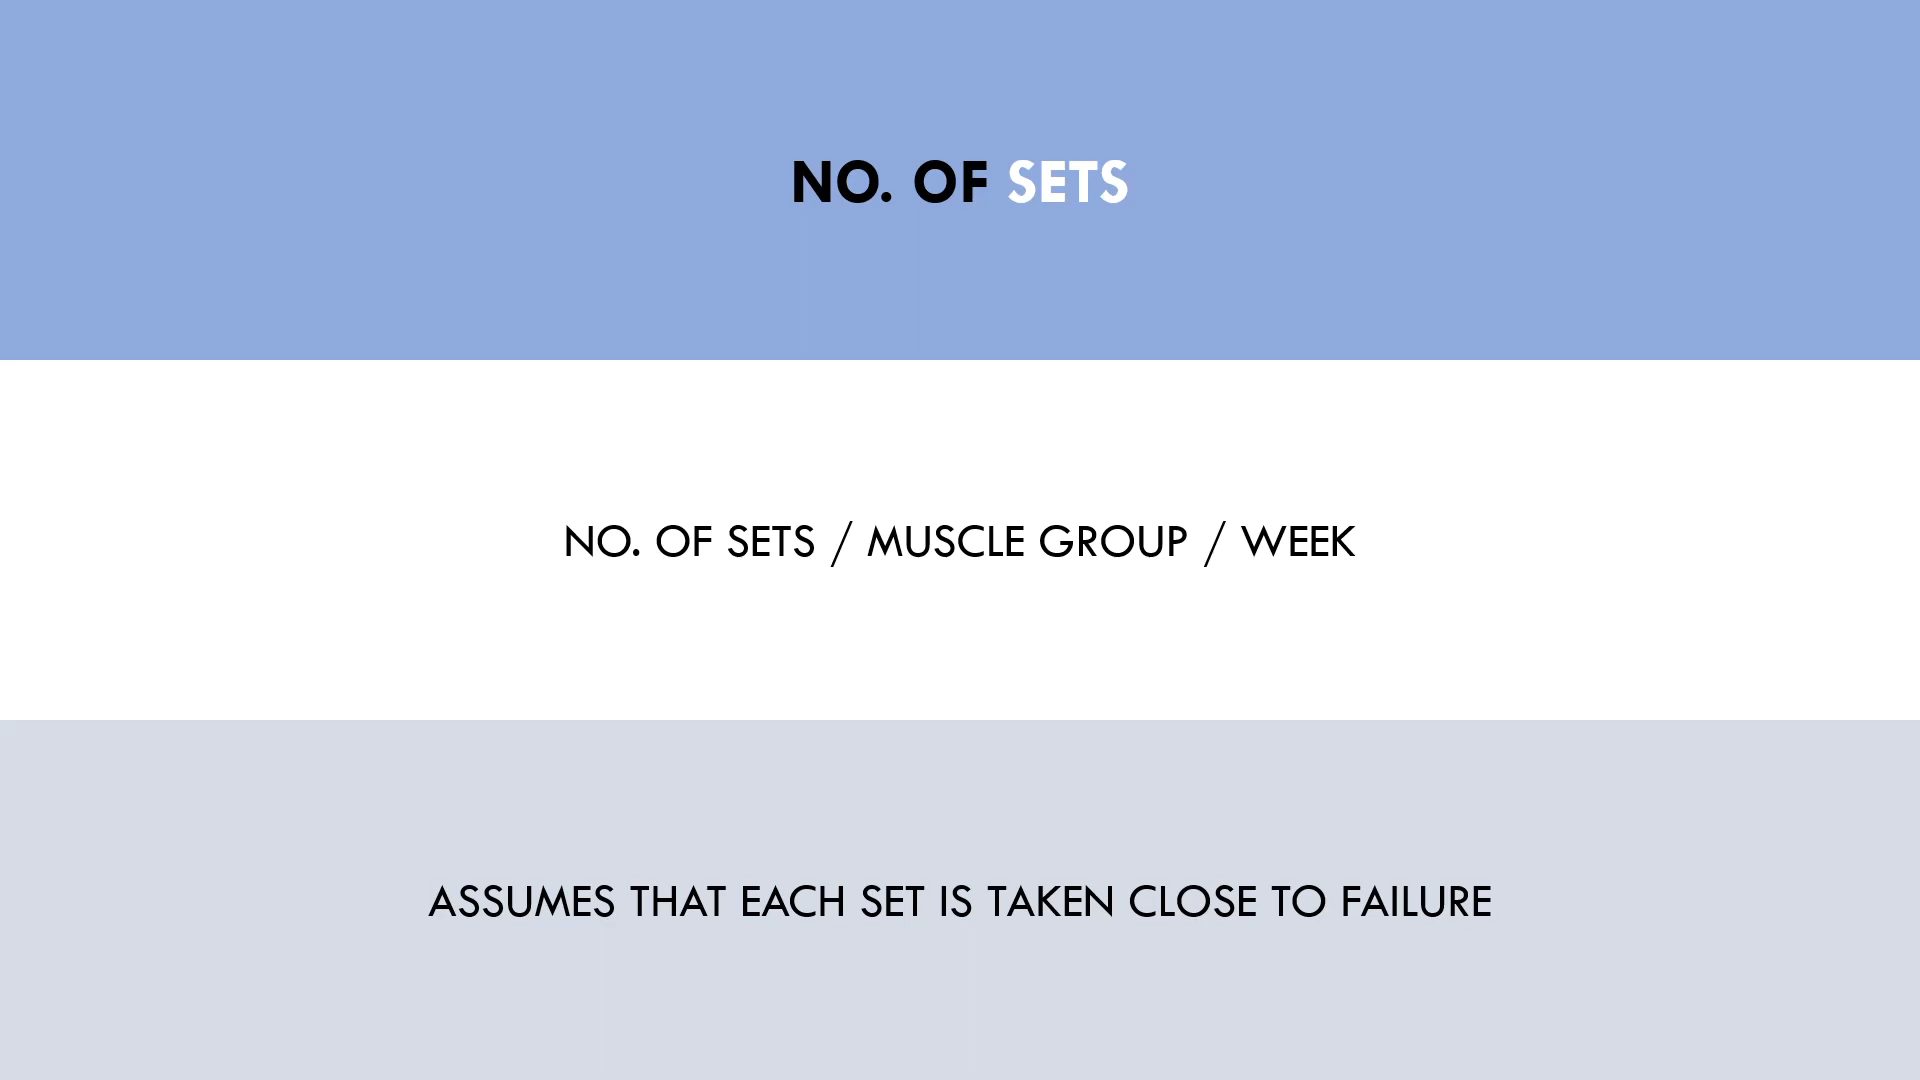 NO. OF SETS
NO. OF SETS / MUSCLE GROUP / WEEK
ASSUMES THAT EACH SET IS TAKEN CLOSE TO FAILURE